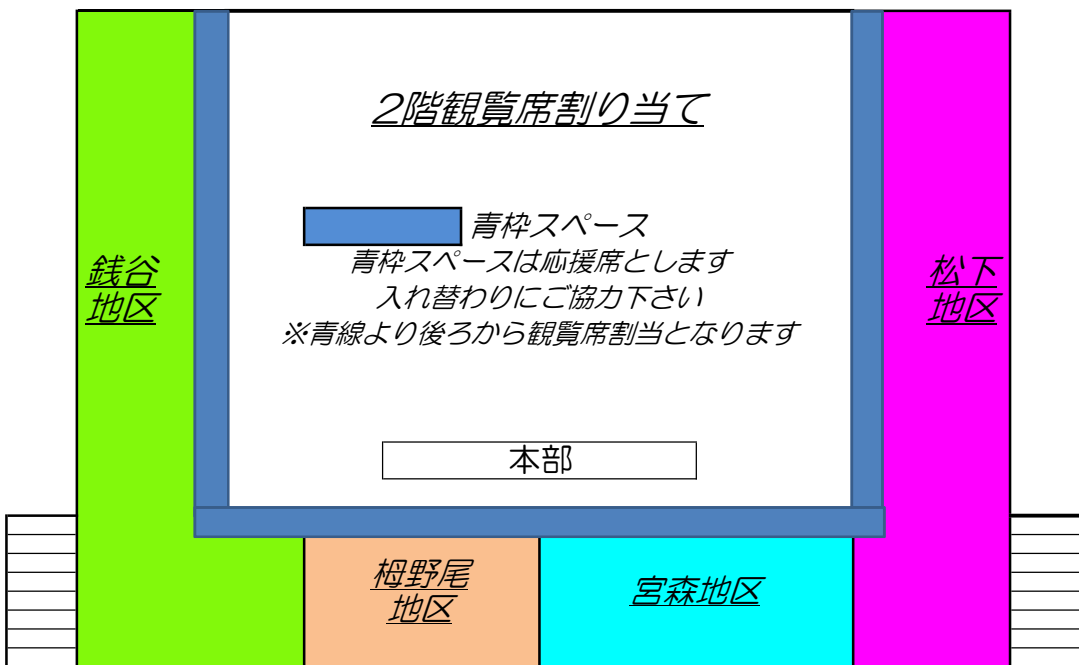 2階観覧席割り当て
青枠スペース
青枠スペースは応援席とします
入れ替わりにご協力下さい
※青線より後ろから観覧席割当となります
銭谷
地区
松下
地区
本部
栂野尾
地区
宮森地区